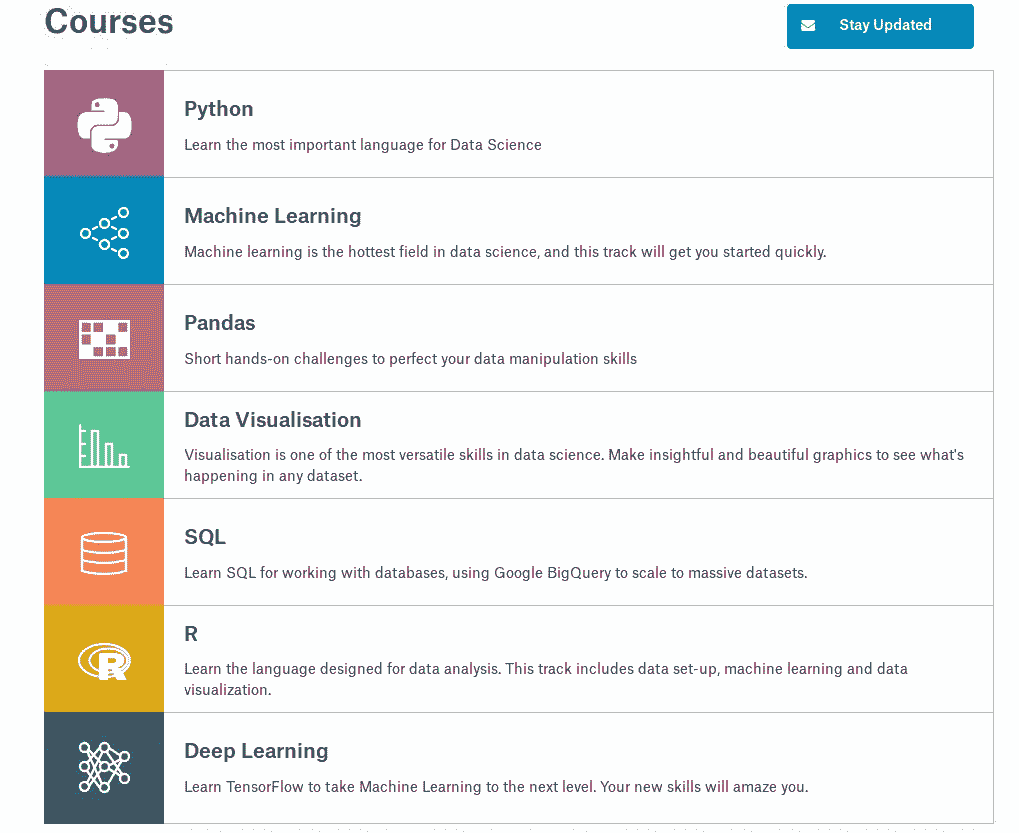 Courses
Stay Updated
Python
Learn the most important language for Data Science
Machine Learning
Machine learning is the hottest field in data science, and this track will get you started quickly.
Pandas
Short hands-on challenges to perfect your data manipulation skills
Data Visualisation
Visualisation is one of the most versatile skills in data science. Make insightful and beautiful graphics to see what's
happening in any dataset.
SQL
Learn SQL for working with databases, using Google BigQuery to scale to massive datasets.
R
R
Learn the language designed for data analysis. This track includes data set-up, machine learning and data
visualization.
Deep Learning
Learn TensorFlow to take Machine Learning to the next level. Your new skills will amaze you.